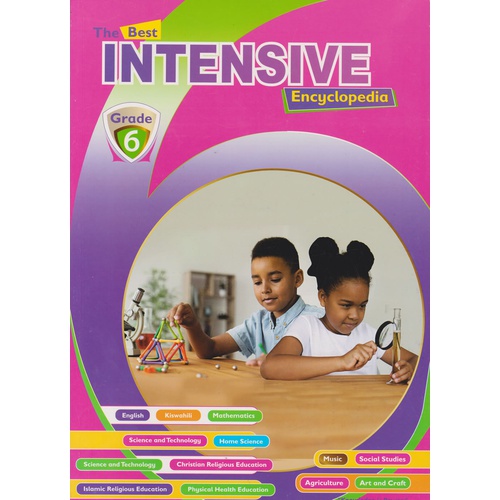 The Best
INTENSIVE
Encyclopedia
Grade
6
English Kiswahili Mathematics
Science and Technology Home Science
Music Social Studies
Science and Technology Christian Religious Education
Agriculture Art and Craft
Islamic Religious Education Physical Health Education